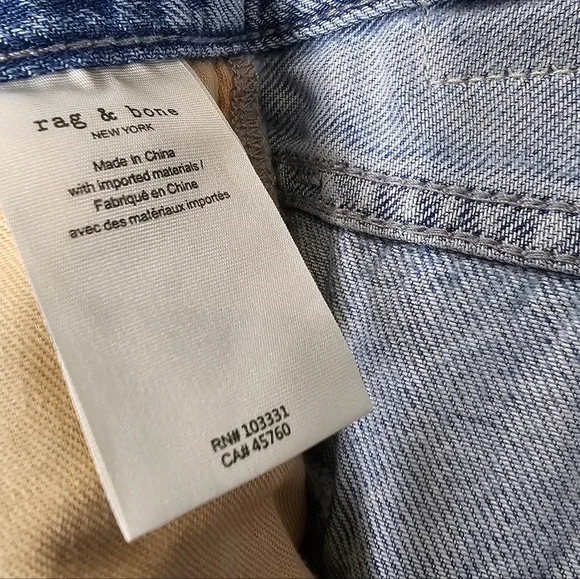 rag & bone
NEW YORK
Made in China
with imported materials /
Fabriqué en Chine
avec des matériaux importés
RN# 103331
CA# 45760